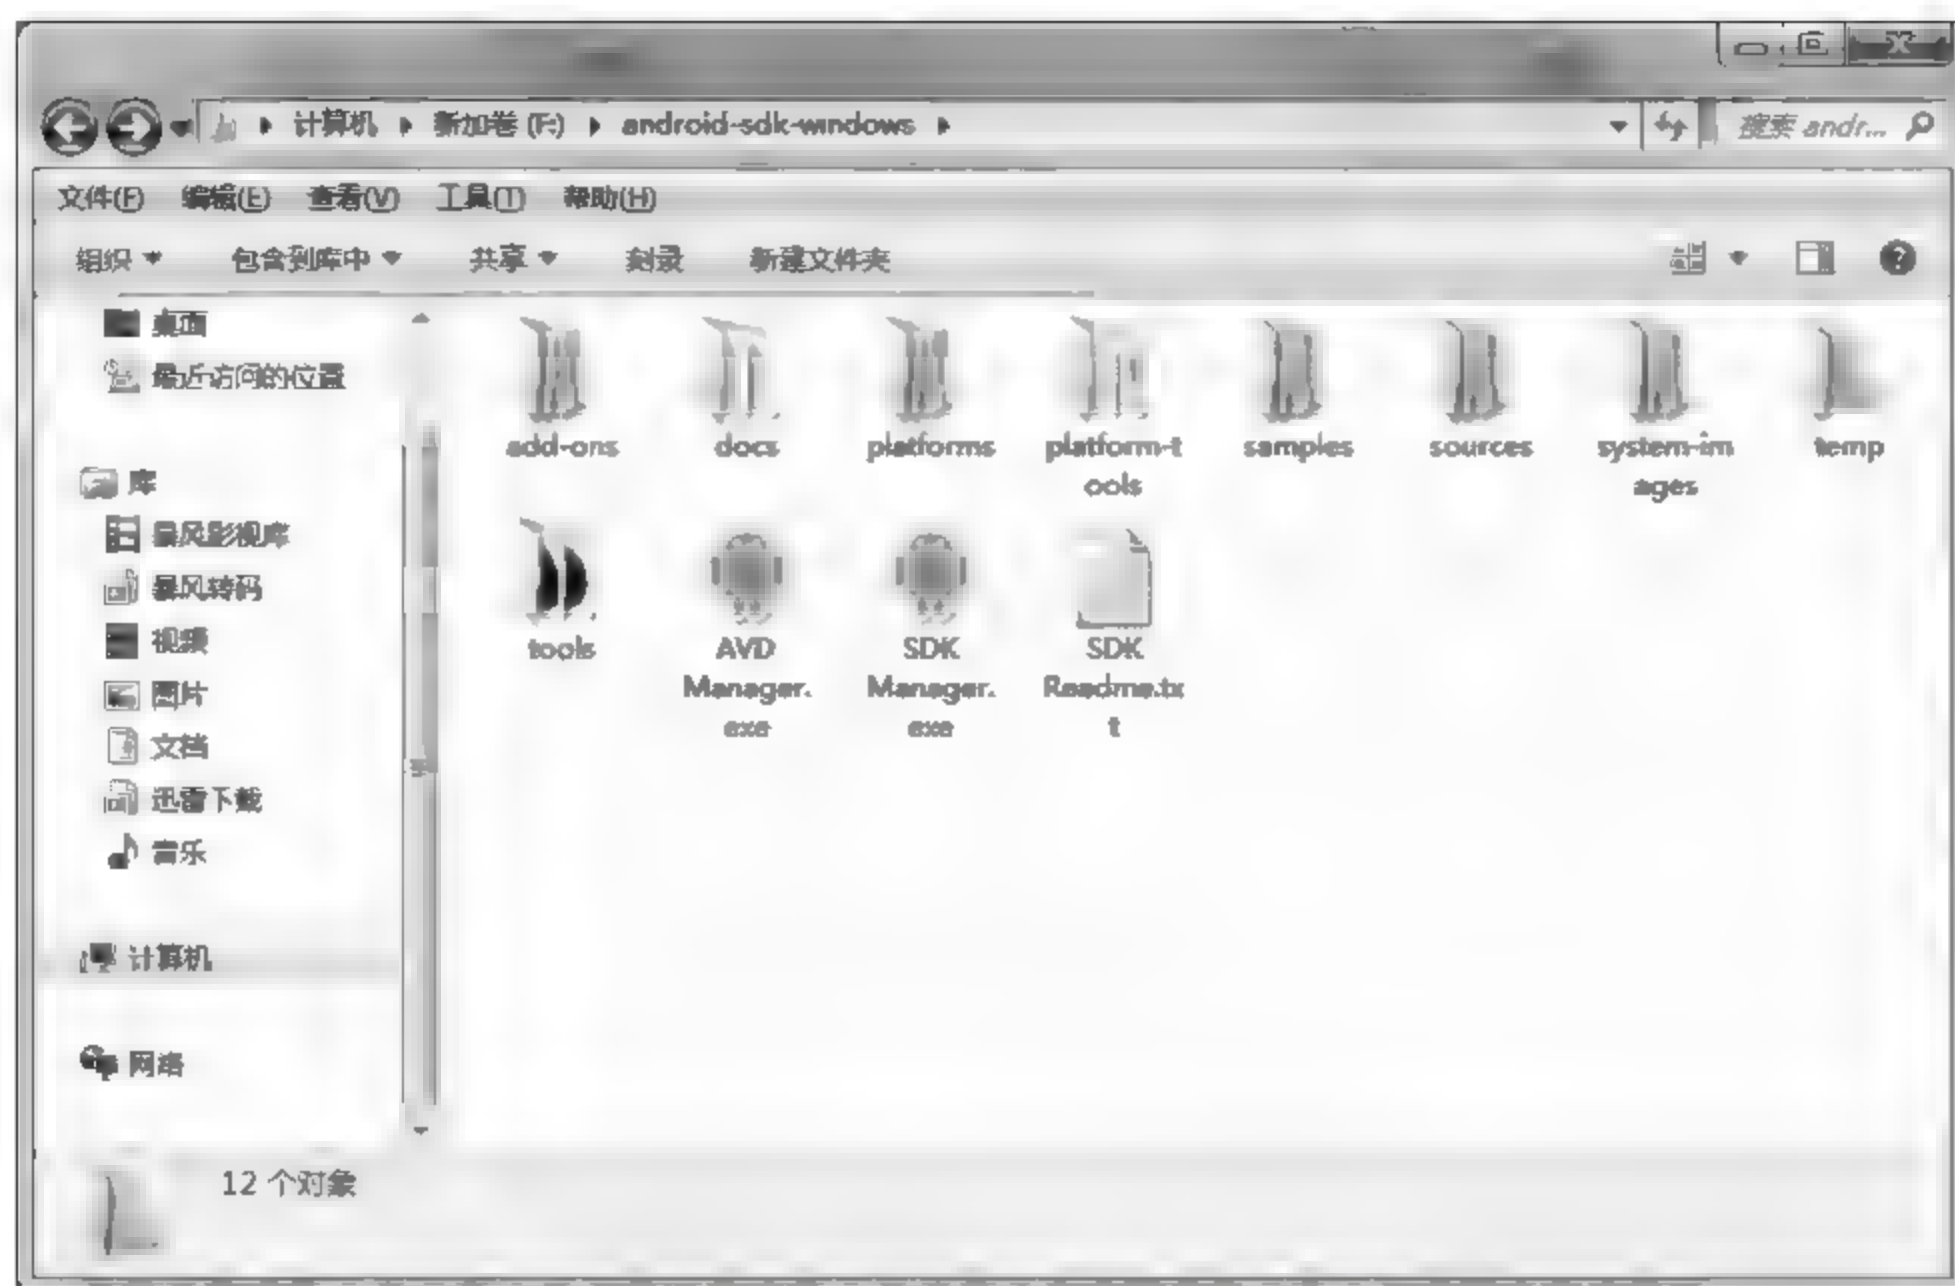 计算机 新加卷 (F:) android-sdk-windows 搜索 andr...
文件(F) 编辑(E) 查看(V) 工具(T) 帮助(H)
组织 包含到库中 共享 刻录 新建文件夹
桌面
最近访问的位置
库
暴风影视库
暴风转码
视频
图片
文档
迅雷下载
音乐
计算机
网络
add-ons
docs
platforms
platform-t
ools
samples
sources
system-im
ages
temp
tools
AVD
Manager.
exe
SDK
Manager.
exe
SDK
Readme.tx
t
12 个对象